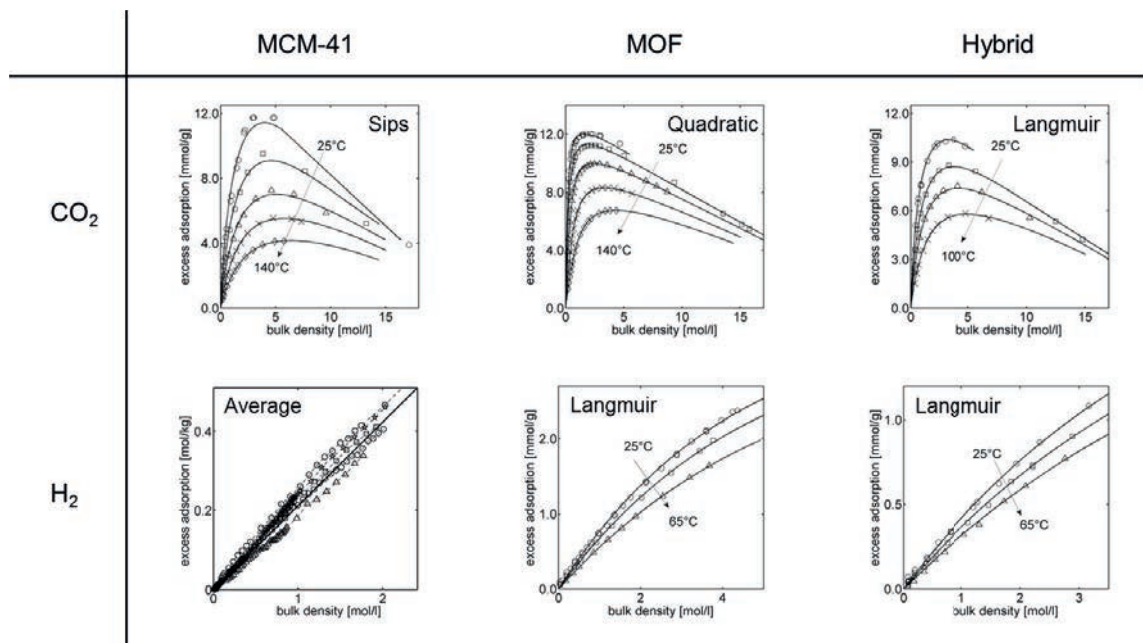 MCM-41
MOF
Hybrid
CO₂
excess adsorption [mmol/g]
12.0
8.0
4.0
0.0
Sips
25°C
140°C
0 5 10 15
bulk density [mol/l]
excess adsorption [mmol/g]
12.0
10.0
8.0
6.0
4.0
2.0
0.0
Quadratic
25°C
140°C
0 5 10 15
bulk density [mol/l]
excess adsorption [mmol/g]
9.0
6.0
3.0
0.0
Langmuir
25°C
100°C
0 5 10 15
bulk density [mol/l]
H₂
excess adsorption [mol/kg]
0.4
0.2
0
Average
0 1 2
bulk density [mol/l]
excess adsorption [mmol/g]
2.0
1.0
0.0
Langmuir
25°C
65°C
0 2 4
bulk density [mol/l]
excess adsorption [mmol/g]
1.0
0.5
0.0
Langmuir
25°C
65°C
0 1 2 3
bulk density [mol/l]